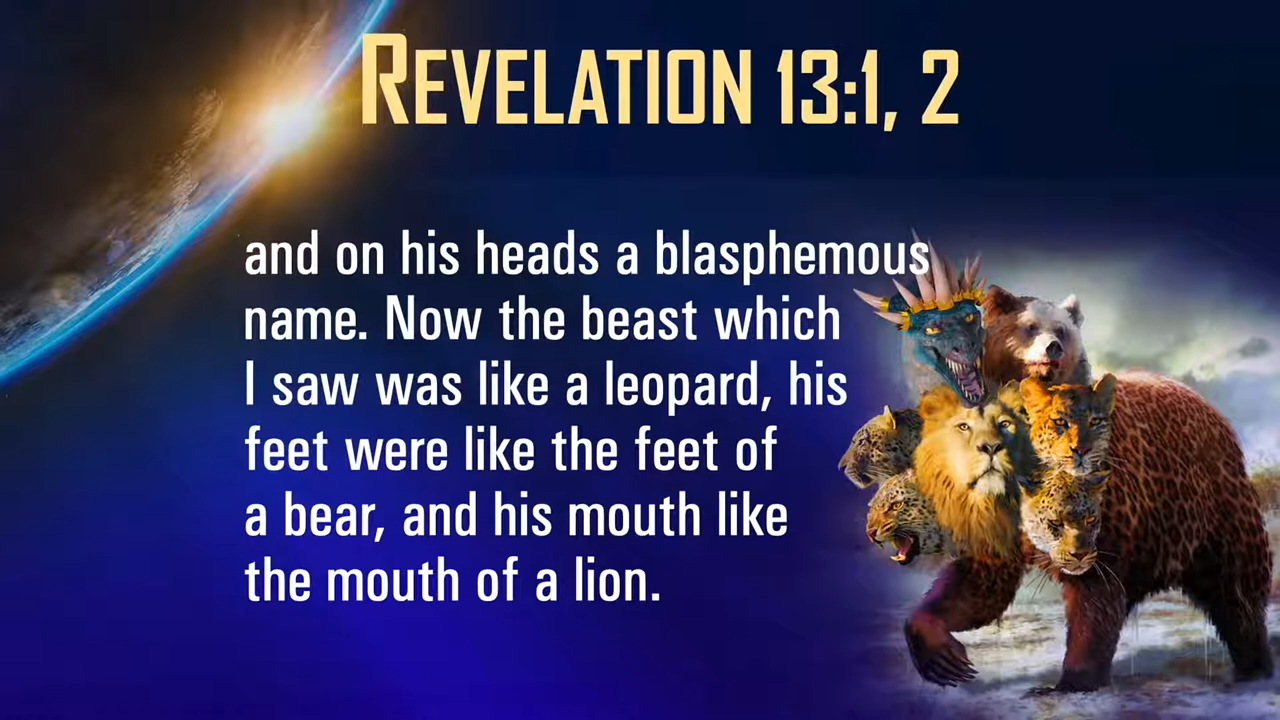 REVELATION 13:1, 2
and on his heads a blasphemous
name. Now the beast which
I saw was like a leopard, his
feet were like the feet of
a bear, and his mouth like
the mouth of a lion.